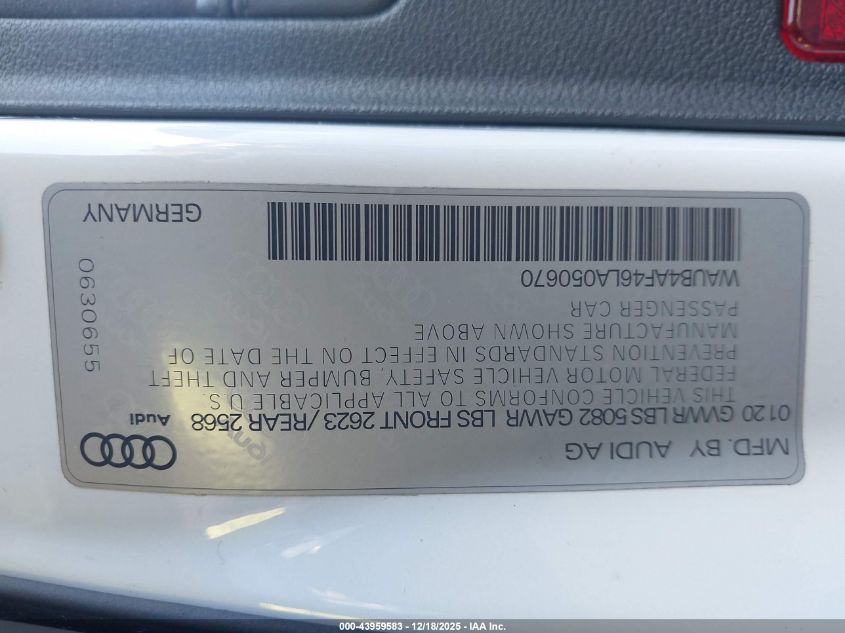 MFD. BY AUDI AG
Audi
0120 GVWR LBS 5082 GAWR LBS FRONT 2623 / REAR 2568
THIS VEHICLE CONFORMS TO ALL APPLICABLE U.S.
FEDERAL MOTOR VEHICLE SAFETY, BUMPER AND THEFT
PREVENTION STANDARDS IN EFFECT ON THE DATE OF
MANUFACTURE SHOWN ABOVE
PASSENGER CAR
WAUB4AF46LA050670
0630655
GERMANY
000-43959583 - 12/18/2025 - IAA Inc.